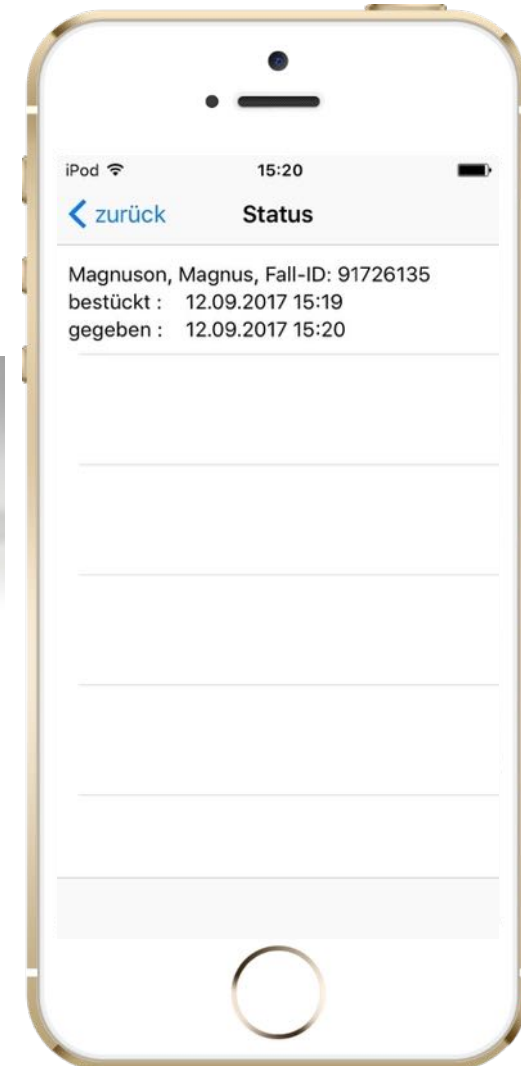 iPod 15:20
zurück Status
Magnuson, Magnus, Fall-ID: 91726135
bestückt : 12.09.2017 15:19
gegeben : 12.09.2017 15:20